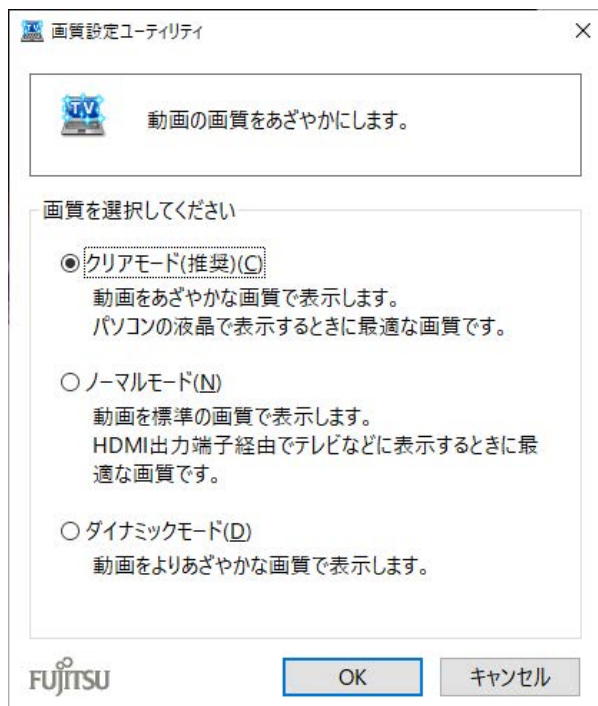 画質設定ユーティリティ
TV
動画の画質をあざやかにします。
画質を選択してください
クリアモード(推奨)(C)
動画をあざやかな画質で表示します。
パソコンの液晶で表示するときに最適な画質です。
ノーマルモード(N)
動画を標準の画質で表示します。
HDMI出力端子経由でテレビなどに表示するときに最
適な画質です。
ダイナミックモード(D)
動画をよりあざやかな画質で表示します。
FUJITSU
OK
キャンセル